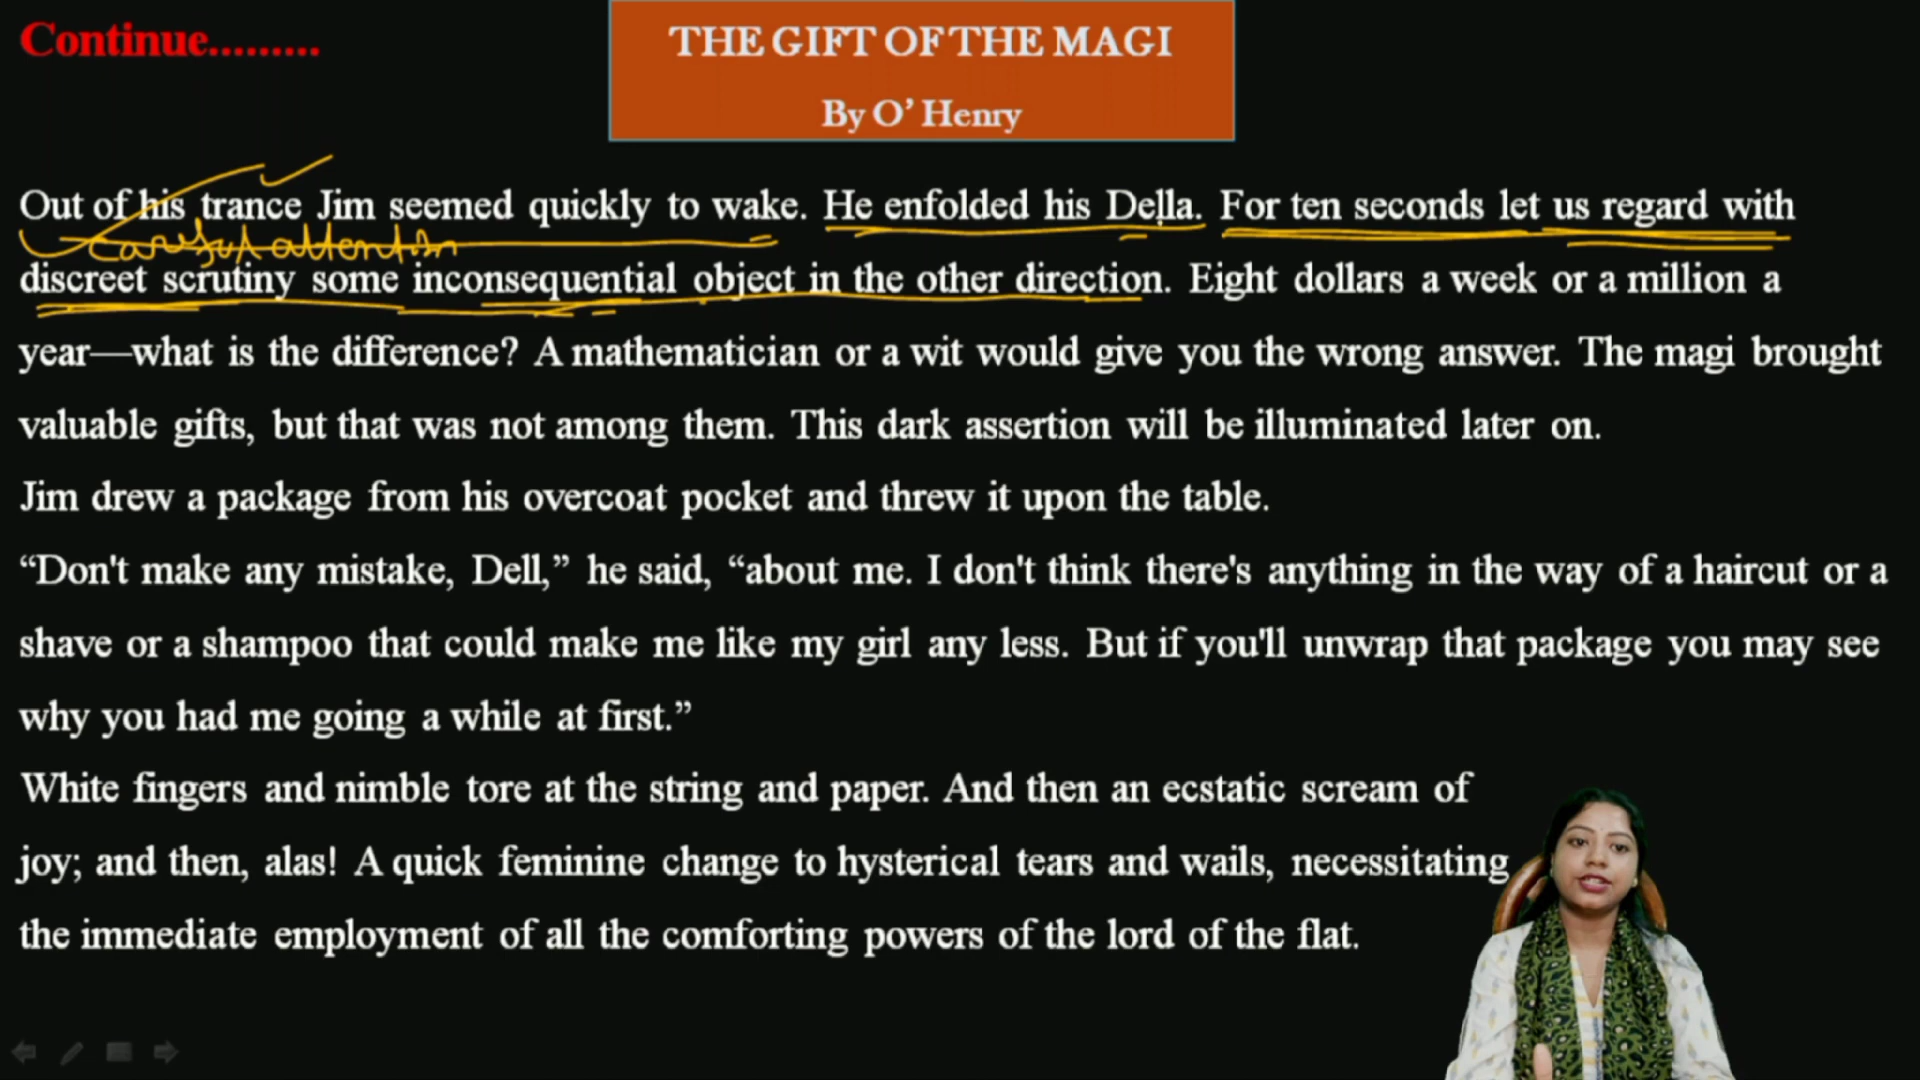 Continue.........
THE GIFT OF THE MAGI
By O' Henry
Out of his trance Jim seemed quickly to wake. He enfolded his Della. For ten seconds let us regard with
careful attention
discreet scrutiny some inconsequential object in the other direction. Eight dollars a week or a million a
year—what is the difference? A mathematician or a wit would give you the wrong answer. The magi brought
valuable gifts, but that was not among them. This dark assertion will be illuminated later on.
Jim drew a package from his overcoat pocket and threw it upon the table.
“Don't make any mistake, Dell,” he said, “about me. I don't think there's anything in the way of a haircut or a
shave or a shampoo that could make me like my girl any less. But if you'll unwrap that package you may see
why you had me going a while at first.”
White fingers and nimble tore at the string and paper. And then an ecstatic scream of
joy; and then, alas! A quick feminine change to hysterical tears and wails, necessitating
the immediate employment of all the comforting powers of the lord of the flat.